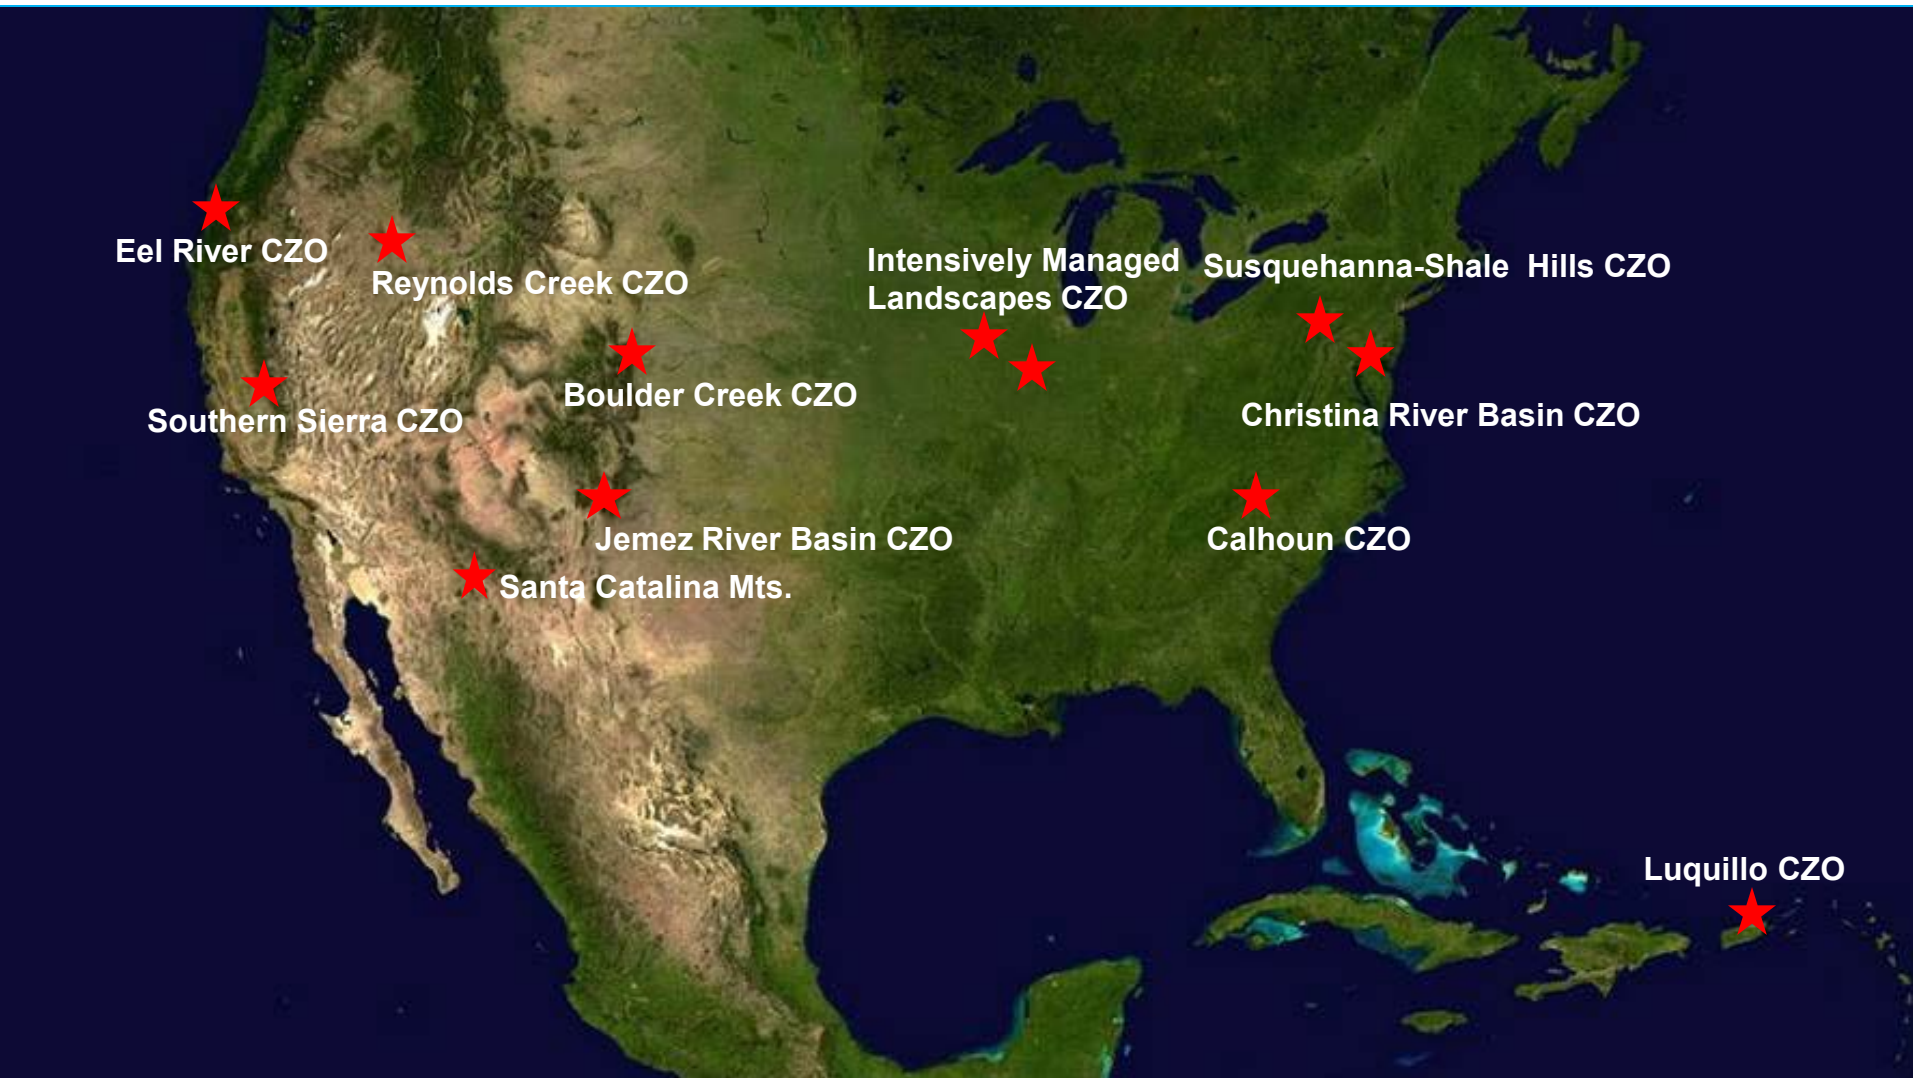 Eel River CZO
Reynolds Creek CZO
Intensively Managed
Landscapes CZO
Susquehanna-Shale  Hills CZO
Boulder Creek CZO
Southern Sierra CZO
Christina River Basin CZO
Jemez River Basin CZO
Calhoun CZO
Santa Catalina Mts.
Luquillo CZO